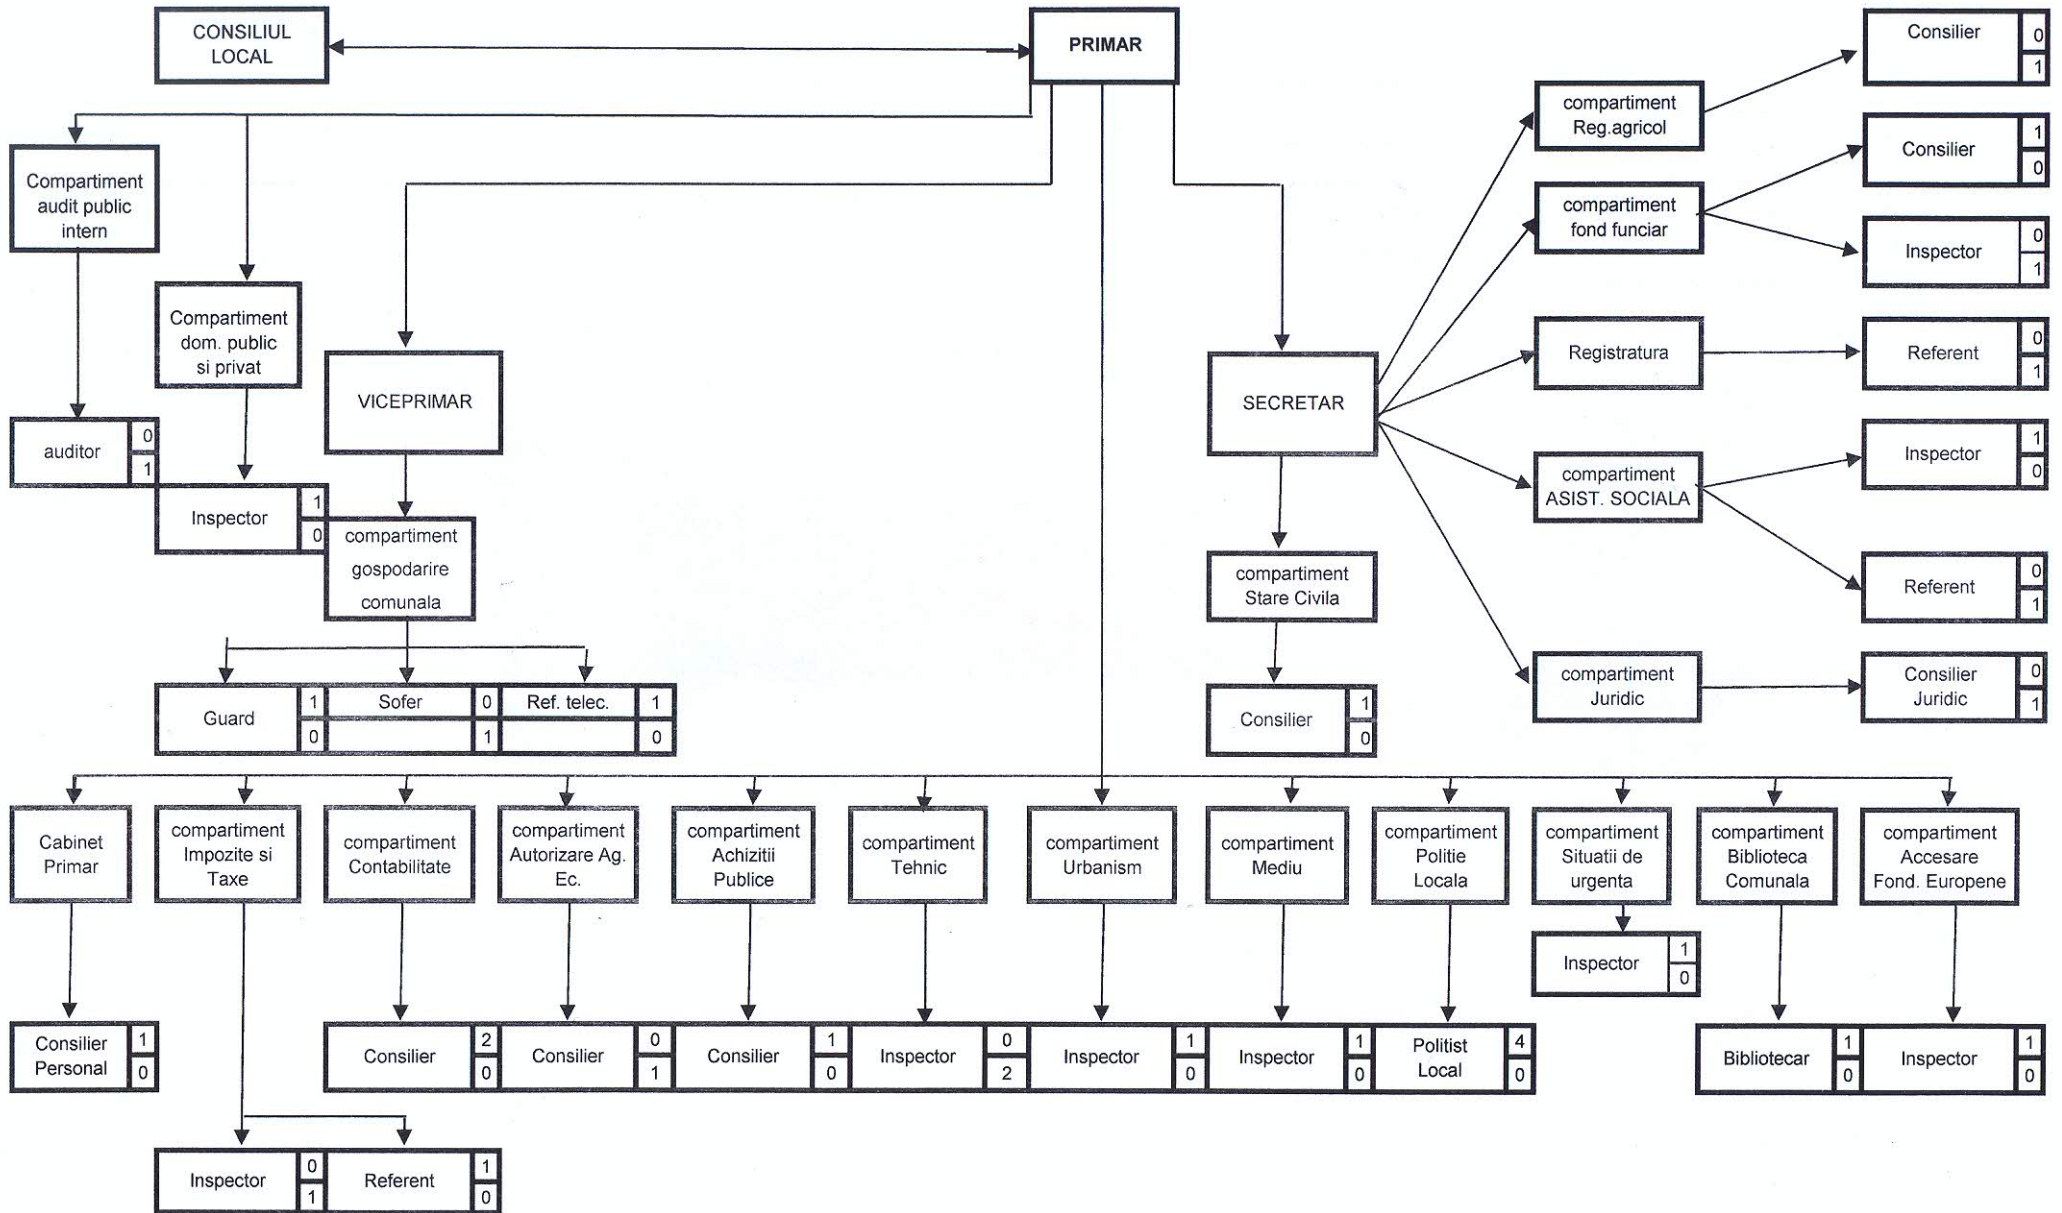 CONSILIUL
LOCAL
PRIMAR
Consilier
0
1
compartiment
Reg.agricol
Consilier
1
0
compartiment
fond funciar
Inspector
0
1
Compartiment
audit public
intern
Compartiment
dom. public
si privat
VICEPRIMAR
SECRETAR
Registratura
Referent
0
1
auditor
0
1
Inspector
1
0
compartiment
gospodarire
comunala
compartiment
ASIST. SOCIALA
Inspector
1
0
Referent
0
1
compartiment
Stare Civila
Consilier
1
0
compartiment
Juridic
Consilier
Juridic
0
1
Guard
1
0
Sofer
0
1
Ref. telec.
1
0
Cabinet
Primar
compartiment
Impozite si
Taxe
compartiment
Contabilitate
compartiment
Autorizare Ag.
Ec.
compartiment
Achizitii
Publice
compartiment
Tehnic
compartiment
Urbanism
compartiment
Mediu
compartiment
Politie
Locala
compartiment
Situatii de
urgenta
compartiment
Biblioteca
Comunala
compartiment
Accesare
Fond. Europene
Inspector
1
0
Consilier
Personal
1
0
Consilier
2
0
Consilier
0
1
Consilier
1
0
Inspector
0
2
Inspector
1
0
Inspector
1
0
Politist
Local
4
0
Bibliotecar
1
0
Inspector
1
0
Inspector
0
1
Referent
1
0